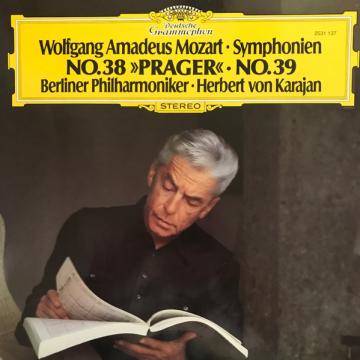 Deutsche
Grammophon
2531 137
Wolfgang Amadeus Mozart · Symphonien
NO.38 »PRAGER« · NO.39
Berliner Philharmoniker · Herbert von Karajan
STEREO